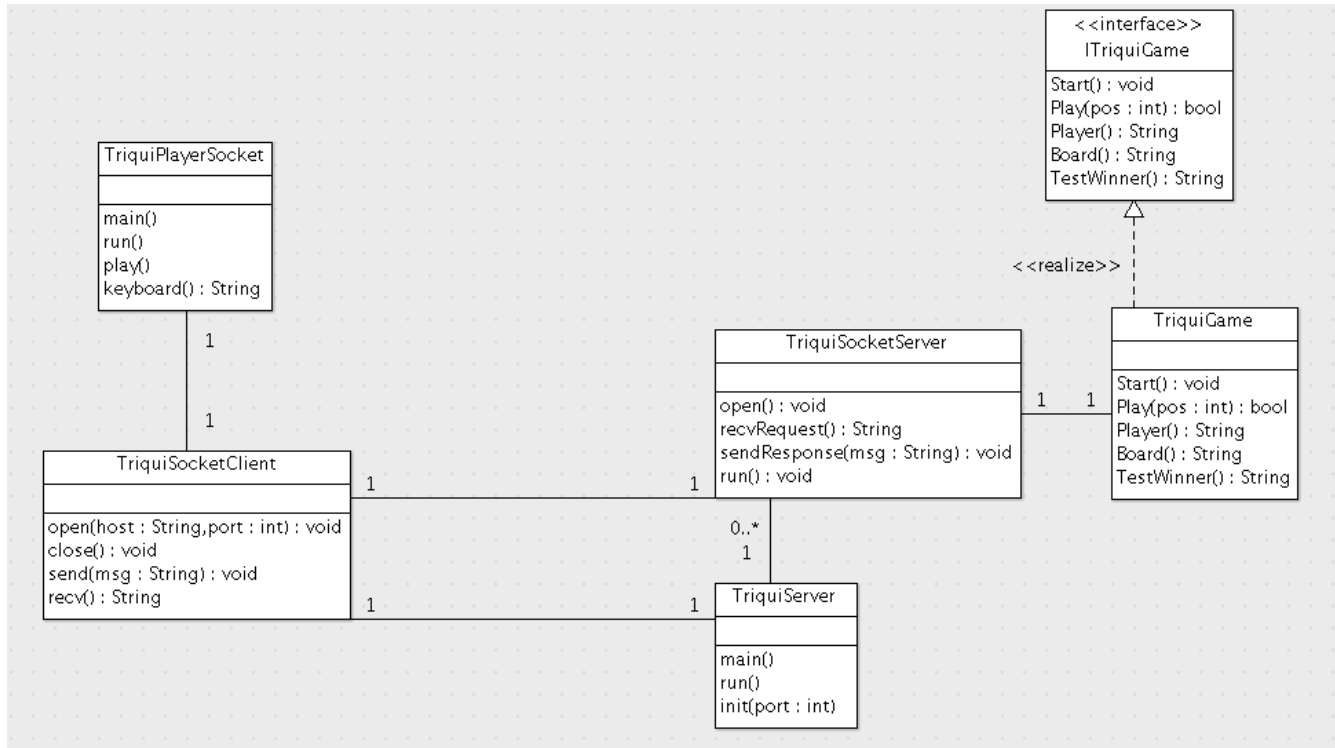 <<interface>>
ITriquiGame
Start() : void
Play(pos : int) : bool
Player() : String
Board() : String
TestWinner() : String
<<realize>>
TriquiPlayerSocket
main()
run()
play()
keyboard() : String
1
1
TriquiSocketClient
open(host : String,port : int) : void
close() : void
send(msg : String) : void
recv() : String
1
1
1
1
TriquiSocketServer
open() : void
recvRequest() : String
sendResponse(msg : String) : void
run() : void
1
1
TriquiGame
Start() : void
Play(pos : int) : bool
Player() : String
Board() : String
TestWinner() : String
0..*
1
TriquiServer
main()
run()
init(port : int)